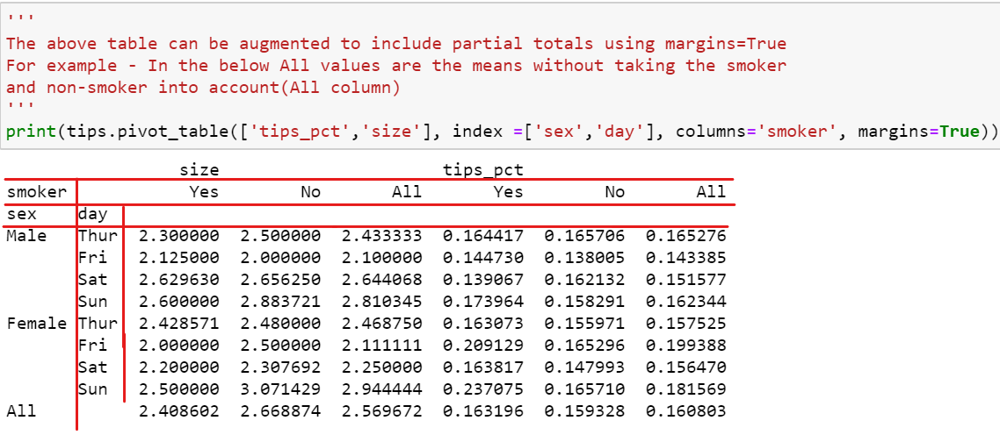 '''
The above table can be augmented to include partial totals using margins=True
For example - In the below All values are the means without taking the smoker
and non-smoker into account(All column)
'''
print(tips.pivot_table(['tips_pct','size'], index =['sex','day'], columns='smoker', margins=True))
size tips_pct
smoker Yes No All Yes No All
sex day
Male Thur 2.300000 2.500000 2.433333 0.164417 0.165706 0.165276
Fri 2.125000 2.000000 2.100000 0.144730 0.138005 0.143385
Sat 2.629630 2.656250 2.644068 0.139067 0.162132 0.151577
Sun 2.600000 2.883721 2.810345 0.173964 0.158291 0.162344
Female Thur 2.428571 2.480000 2.468750 0.163073 0.155971 0.157525
Fri 2.000000 2.500000 2.111111 0.209129 0.165296 0.199388
Sat 2.200000 2.307692 2.250000 0.163817 0.147993 0.156470
Sun 2.500000 3.071429 2.944444 0.237075 0.165710 0.181569
All 2.408602 2.668874 2.569672 0.163196 0.159328 0.160803